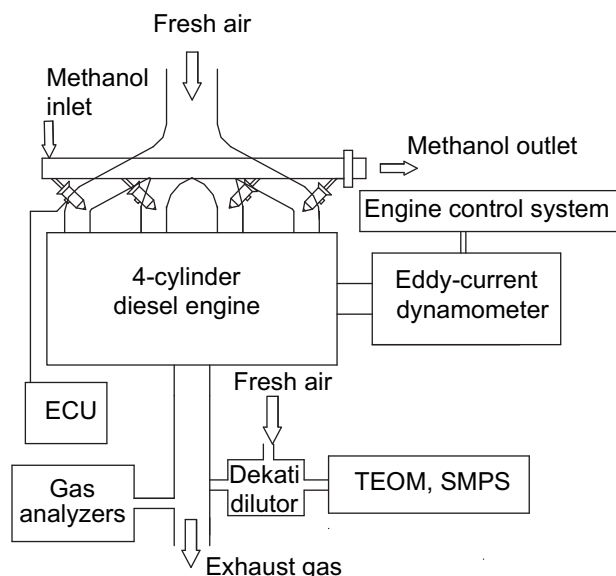 Fresh air
Methanol
inlet
Methanol outlet
Engine control system
4-cylinder
diesel engine
Eddy-current
dynamometer
Fresh air
ECU
Dekati
dilutor
TEOM, SMPS
Gas
analyzers
Exhaust gas